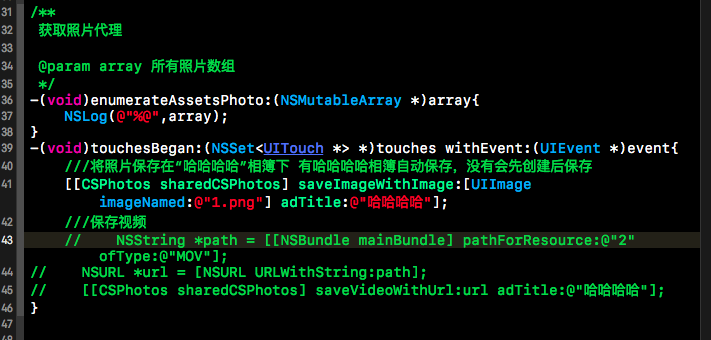 31 /**
32 获取照片代理
33
34 @param array 所有照片数组
35 */
36 -(void)enumerateAssetsPhoto:(NSMutableArray *)array{
37     NSLog(@"%@",array);
38 }
39 -(void)touchesBegan:(NSSet<UITouch *> *)touches withEvent:(UIEvent *)event{
40     ///将照片保存在“哈哈哈哈”相簿下 有哈哈哈哈相簿自动保存，没有会先创建后保存
41     [[CSPhotos sharedCSPhotos] saveImageWithImage:[UIImage
        imageNamed:@"1.png"] adTitle:@"哈哈哈哈"];
42     ///保存视频
43     //    NSString *path = [[NSBundle mainBundle] pathForResource:@"2"
        ofType:@"MOV"];
44 //    NSURL *url = [NSURL URLWithString:path];
45 //    [[CSPhotos sharedCSPhotos] saveVideoWithUrl:url adTitle:@"哈哈哈哈"];
46 }
47